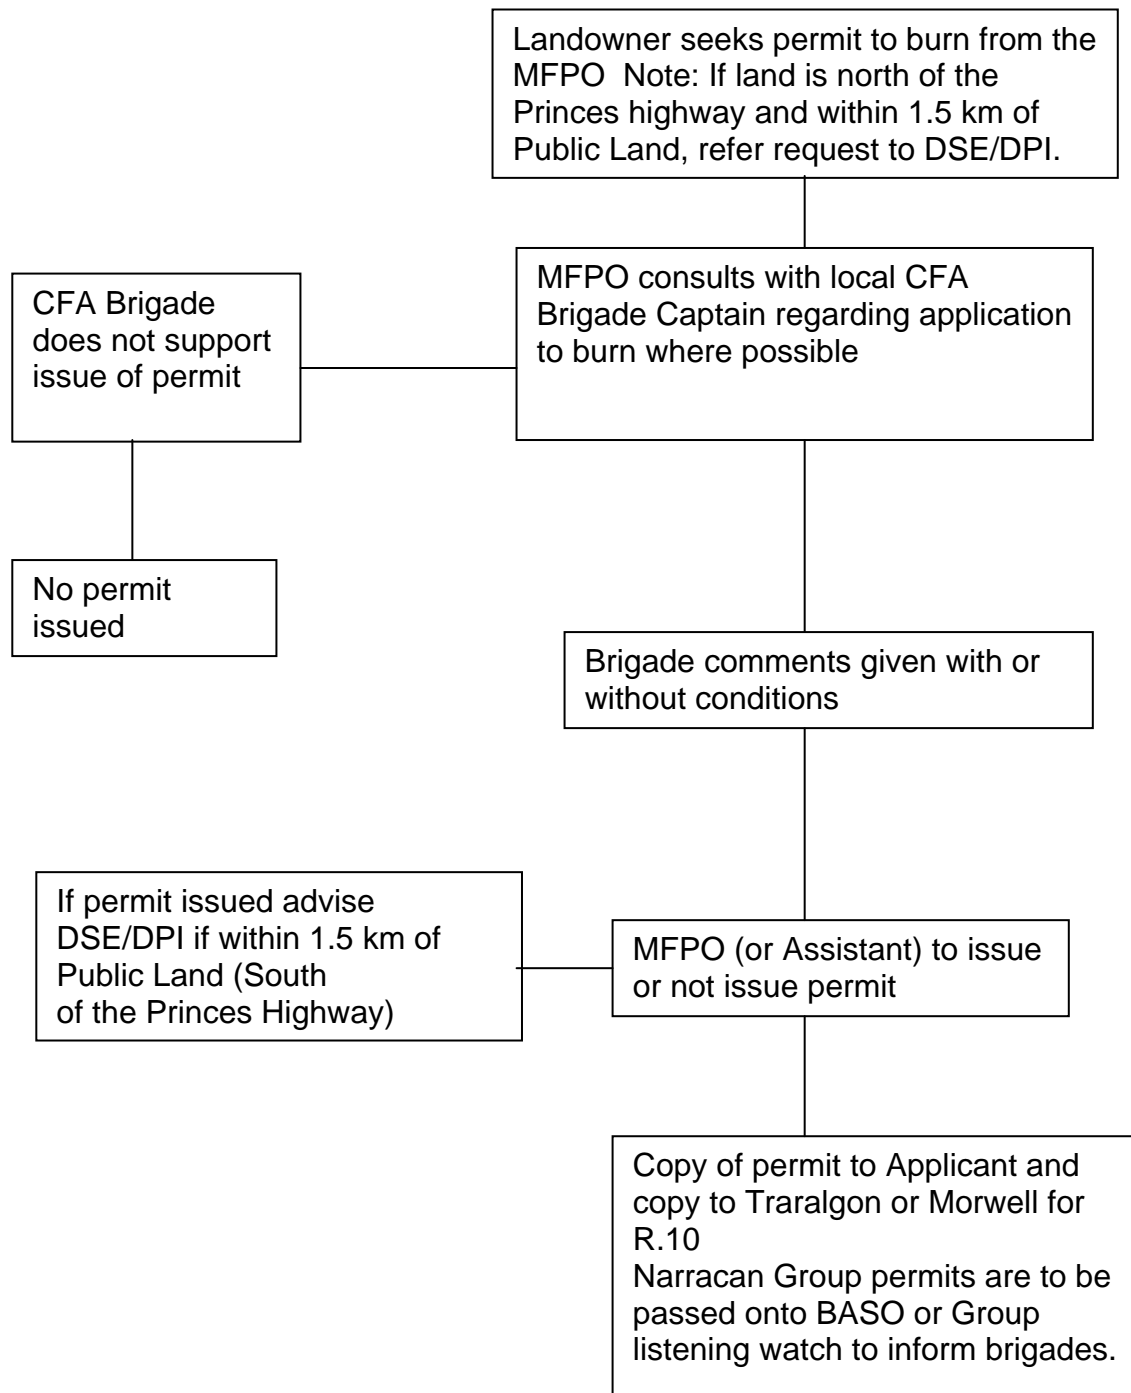 Landowner seeks permit to burn from the
MFPO  Note: If land is north of the
Princes highway and within 1.5 km of
Public Land, refer request to DSE/DPI.
MFPO consults with local CFA
Brigade Captain regarding application
to burn where possible
CFA Brigade
does not support
issue of permit
No permit
issued
Brigade comments given with or
without conditions
If permit issued advise
DSE/DPI if within 1.5 km of
Public Land (South
of the Princes Highway)
MFPO (or Assistant) to issue
or not issue permit
Copy of permit to Applicant and
copy to Traralgon or Morwell for
R.10
Narracan Group permits are to be
passed onto BASO or Group
listening watch to inform brigades.